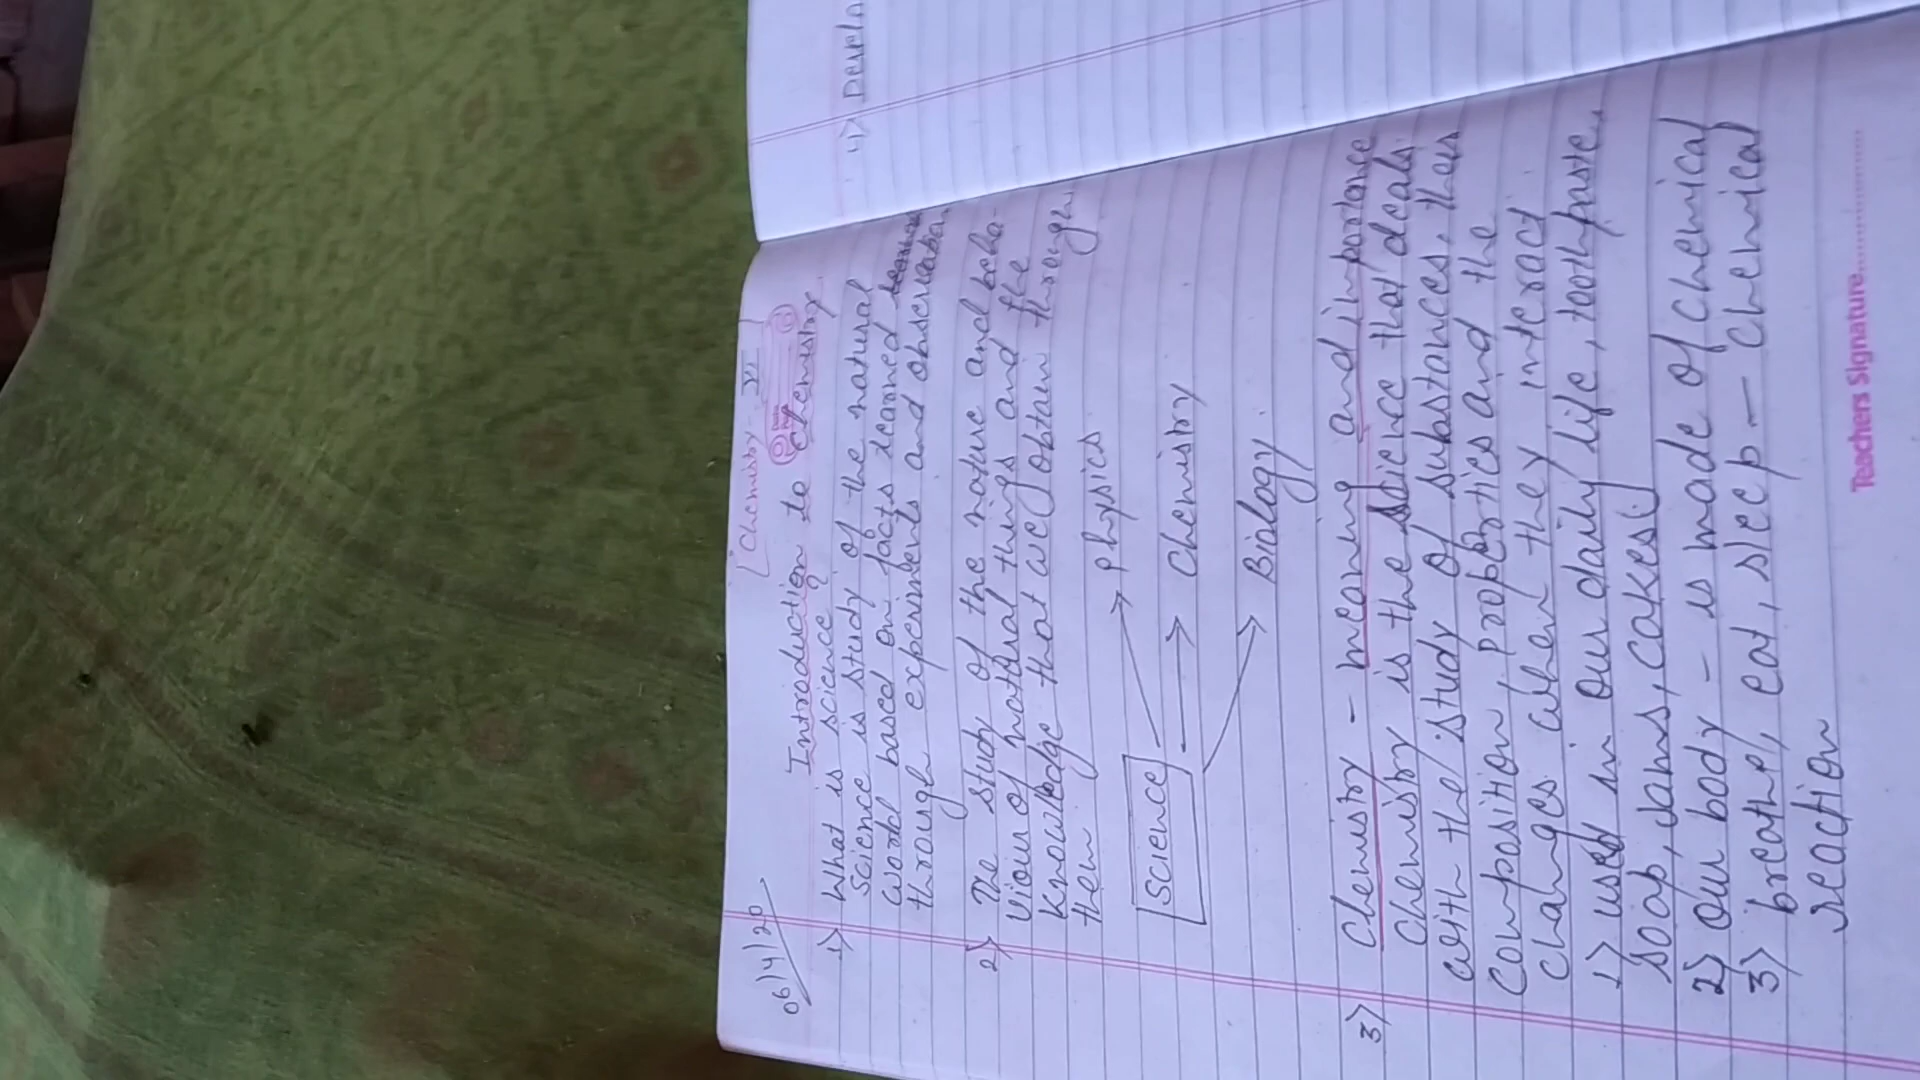 Chemistry - XI
06/4/20
Introduction to Chemistry
1) What is science?
Science is study of the natural
world based on facts learned
through experiments and observation.
2) The study of the nature and beha-
viour of natural things and the
knowledge that we obtain through
them
Science
Physics
Chemistry
Biology
3) Chemistry - meaning and importance
Chemistry is the science that deals
with the study of substances, their
composition, properties and the
changes when they interact
1) used in our daily life, toothpaste,
soap, Jams, cakes
2) our body - is made of chemical
3) breathe, eat, sleep - chemical
reaction
Teachers Signature
1) Develo